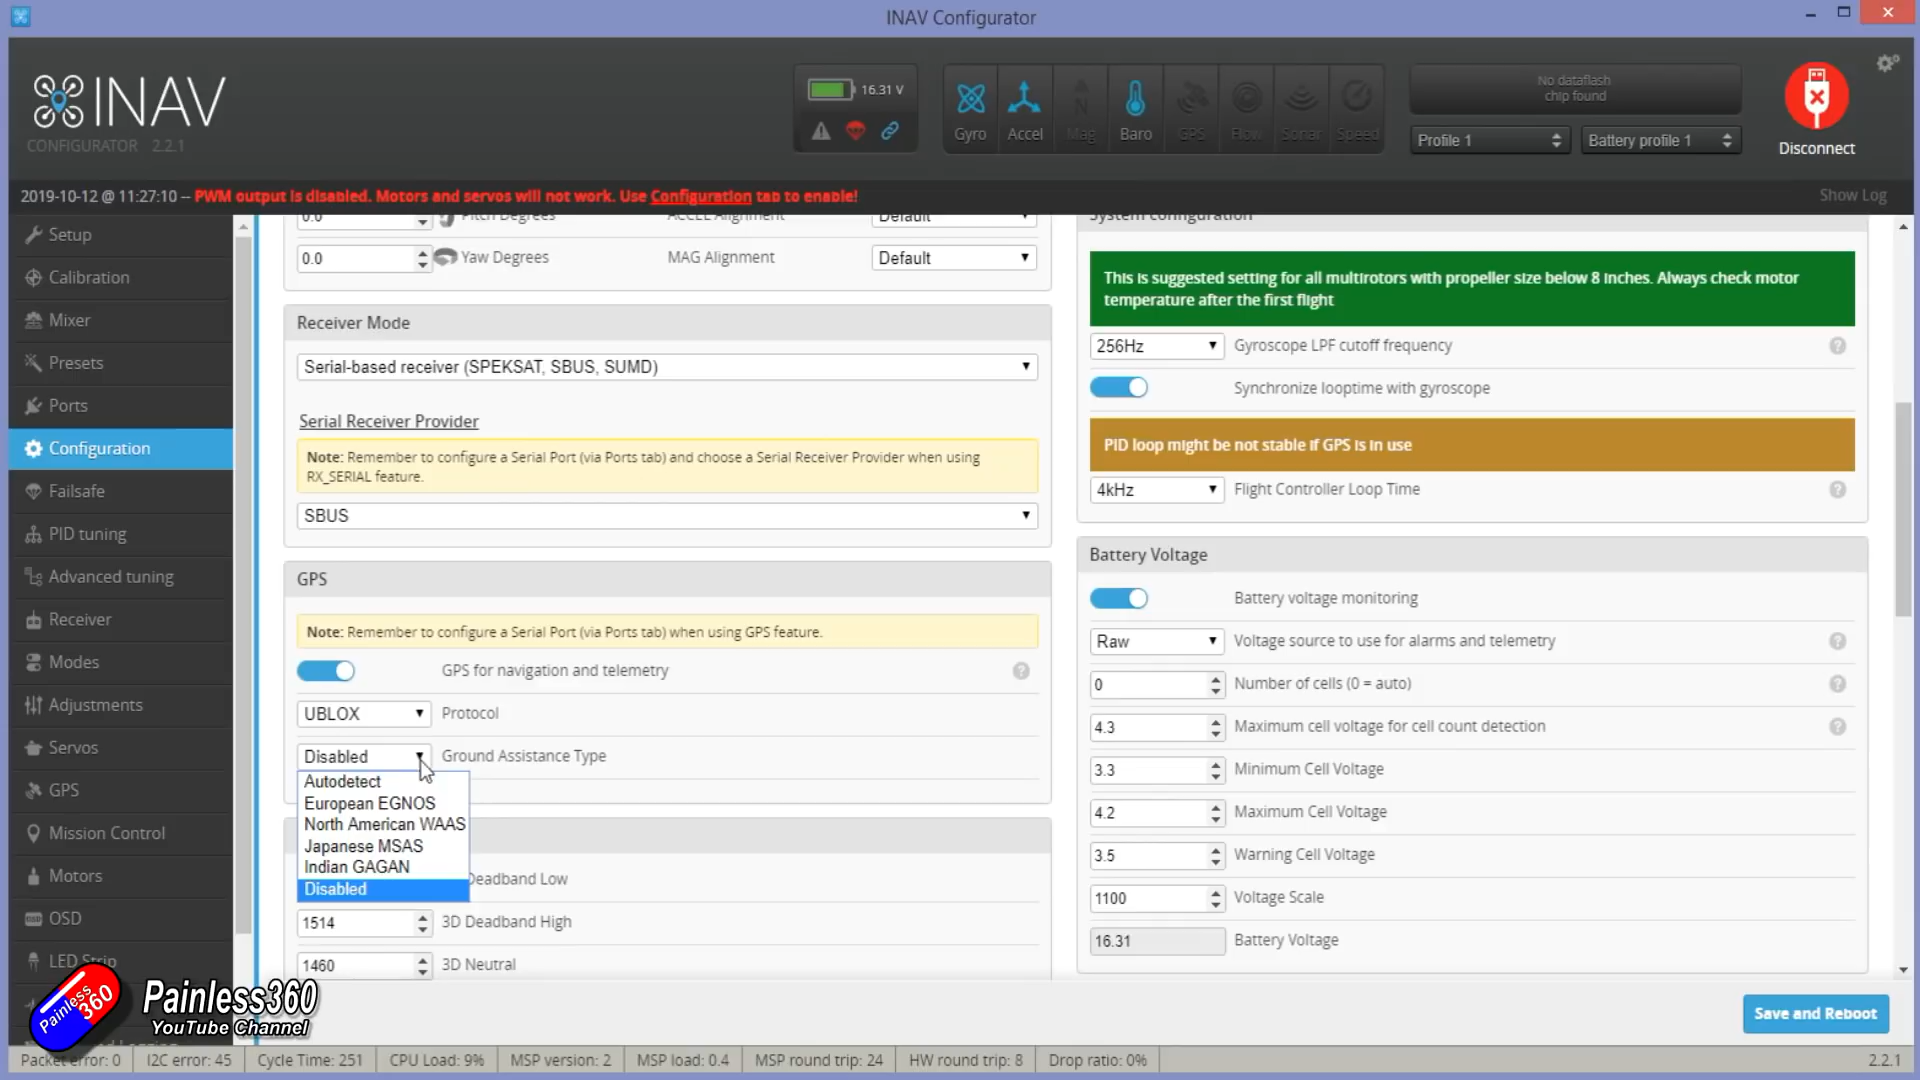 INAV Configurator
INAV
CONFIGURATOR 2.2.1
16.31 V
Gyro
Accel
Mag
Baro
GPS
Flow
Sonar
Speed
No dataflash
chip found
Profile 1
Battery profile 1
Disconnect
2019-10-12 @ 11:27:10 -- PWM output is disabled. Motors and servos will not work. Use Configuration tab to enable!
Show Log
Setup
Calibration
Mixer
Presets
Ports
Configuration
Failsafe
PID tuning
Advanced tuning
Receiver
Modes
Adjustments
Servos
GPS
Mission Control
Motors
OSD
LED Strip
0.0
Pitch Degrees
ACCEL Alignment
Default
0.0
Yaw Degrees
MAG Alignment
Default
Receiver Mode
Serial-based receiver (SPEKSAT, SBUS, SUMD)
Serial Receiver Provider
Note: Remember to configure a Serial Port (via Ports tab) and choose a Serial Receiver Provider when using
RX_SERIAL feature.
SBUS
GPS
Note: Remember to configure a Serial Port (via Ports tab) when using GPS feature.
GPS for navigation and telemetry
UBLOX
Protocol
Disabled
Ground Assistance Type
Autodetect
European EGNOS
North American WAAS
Japanese MSAS
Indian GAGAN
Disabled
Deadband Low
1514
3D Deadband High
1460
3D Neutral
System configuration
This is suggested setting for all multirotors with propeller size below 8 inches. Always check motor
temperature after the first flight
256Hz
Gyroscope LPF cutoff frequency
Synchronize looptime with gyroscope
PID loop might be not stable if GPS is in use
4kHz
Flight Controller Loop Time
Battery Voltage
Battery voltage monitoring
Raw
Voltage source to use for alarms and telemetry
0
Number of cells (0 = auto)
4.3
Maximum cell voltage for cell count detection
3.3
Minimum Cell Voltage
4.2
Maximum Cell Voltage
3.5
Warning Cell Voltage
1100
Voltage Scale
16.31
Battery Voltage
Save and Reboot
Painless
360
Painless360
YouTube Channel
Packet error: 0
I2C error: 45
Cycle Time: 251
CPU Load: 9%
MSP version: 2
MSP load: 0.4
MSP round trip: 24
HW round trip: 8
Drop ratio: 0%
2.2.1